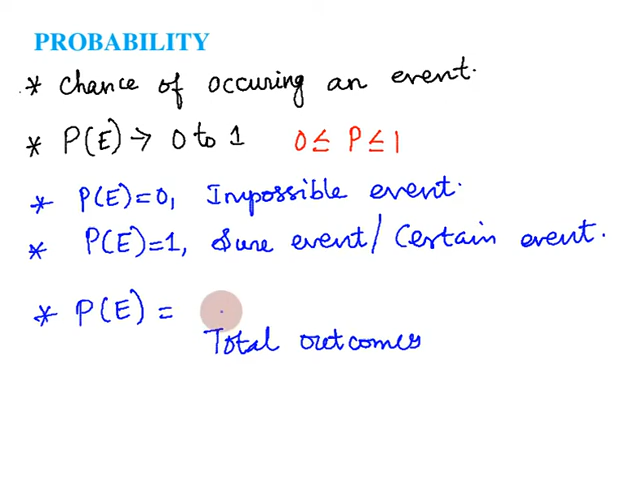 PROBABILITY
* Chance of occuring an event.
* P(E) → 0 to 1 0 ≤ P ≤ 1
* P(E)=0, Impossible event.
* P(E)=1, Sure event/ Certain event.
* P(E) =
Total outcomes